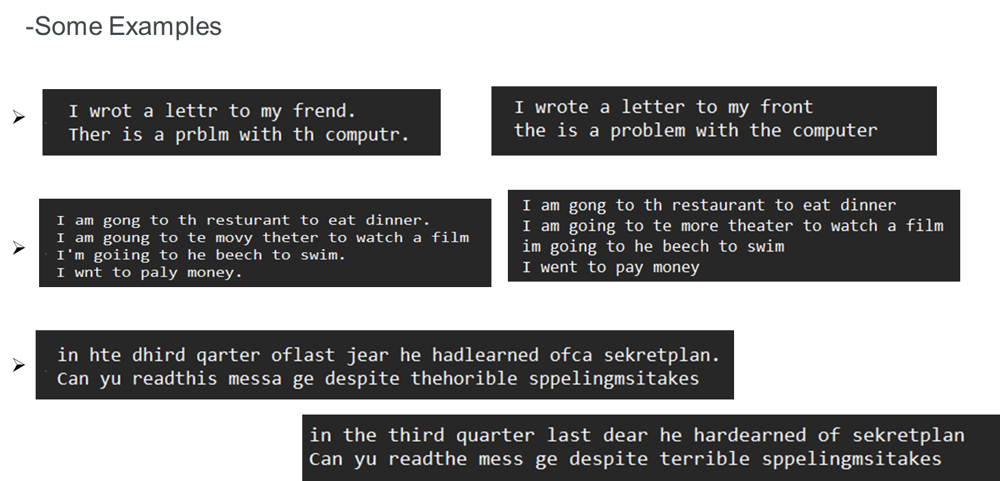 -Some Examples
I wrot a lettr to my frend.
Ther is a prblm with th computr.
I wrote a letter to my front
the is a problem with the computer
I am gong to th resturant to eat dinner.
I am goung to te movy theter to watch a film
I'm goiing to he beech to swim.
I wnt to paly money.
I am gong to th restaurant to eat dinner
I am going to te more theater to watch a film
im going to he beech to swim
I went to pay money
in hte dhird qarter oflast jear he hadlearned ofca sekretplan.
Can yu readthis messa ge despite thehorible sppelingmsitakes
in the third quarter last dear he hardearned of sekretplan
Can yu readthe mess ge despite terrible sppelingmsitakes